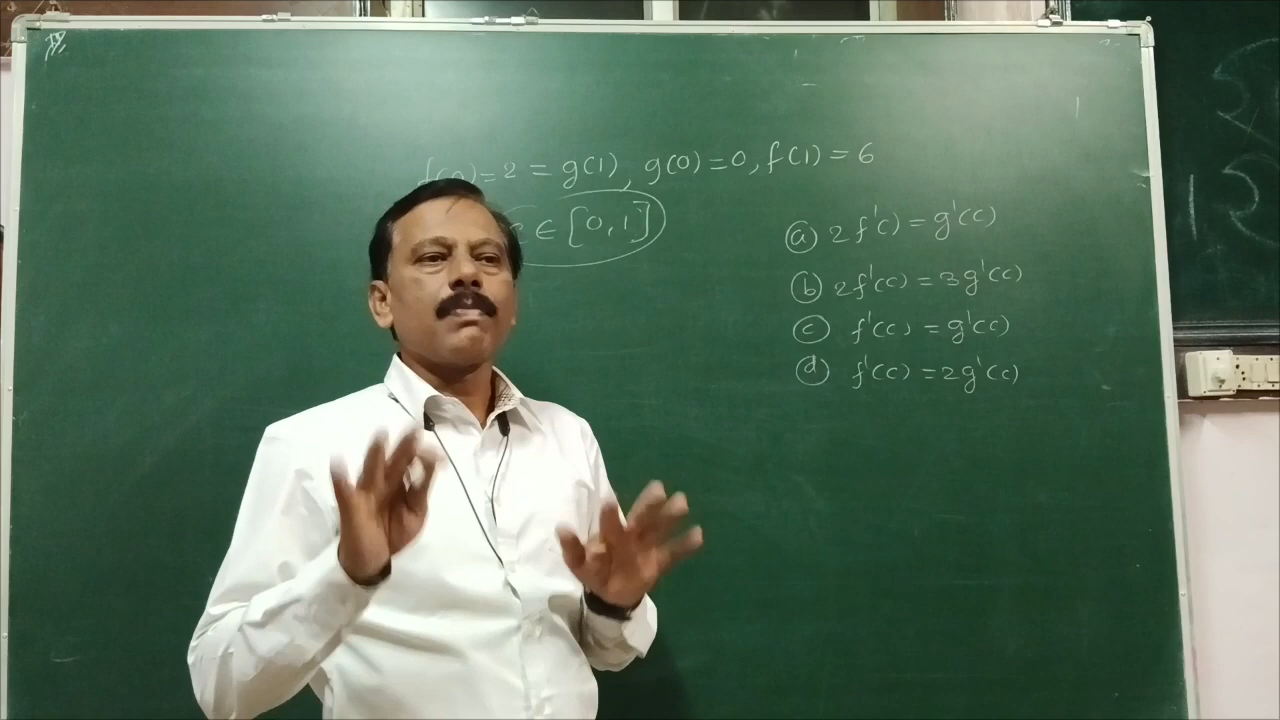 f(0) = 2 = g(1), g(0) = 0, f(1) = 6
c ∈ [0,1]
(a) 2f'(c) = g'(c)
(b) 2f'(c) = 3g'(c)
(c) f'(c) = g'(c)
(d) f'(c) = 2g'(c)